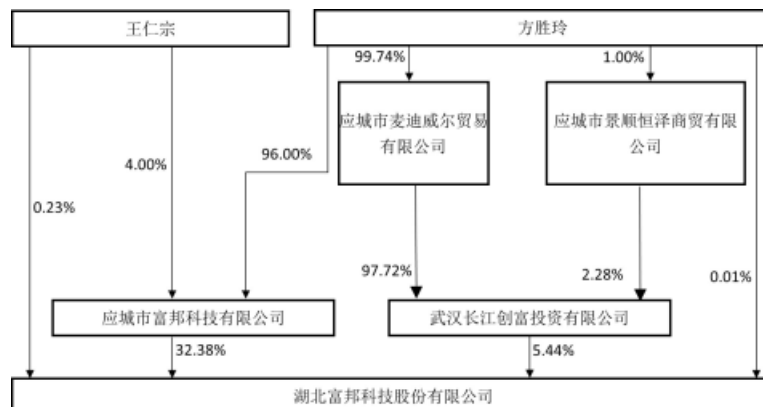 王仁宗
方胜玲
99.74%
1.00%
应城市麦迪威尔贸易
有限公司
应城市景顺恒泽商贸有限
公司
96.00%
4.00%
0.23%
97.72%
2.28%
0.01%
应城市富邦科技有限公司
武汉长江创富投资有限公司
32.38%
5.44%
湖北富邦科技股份有限公司